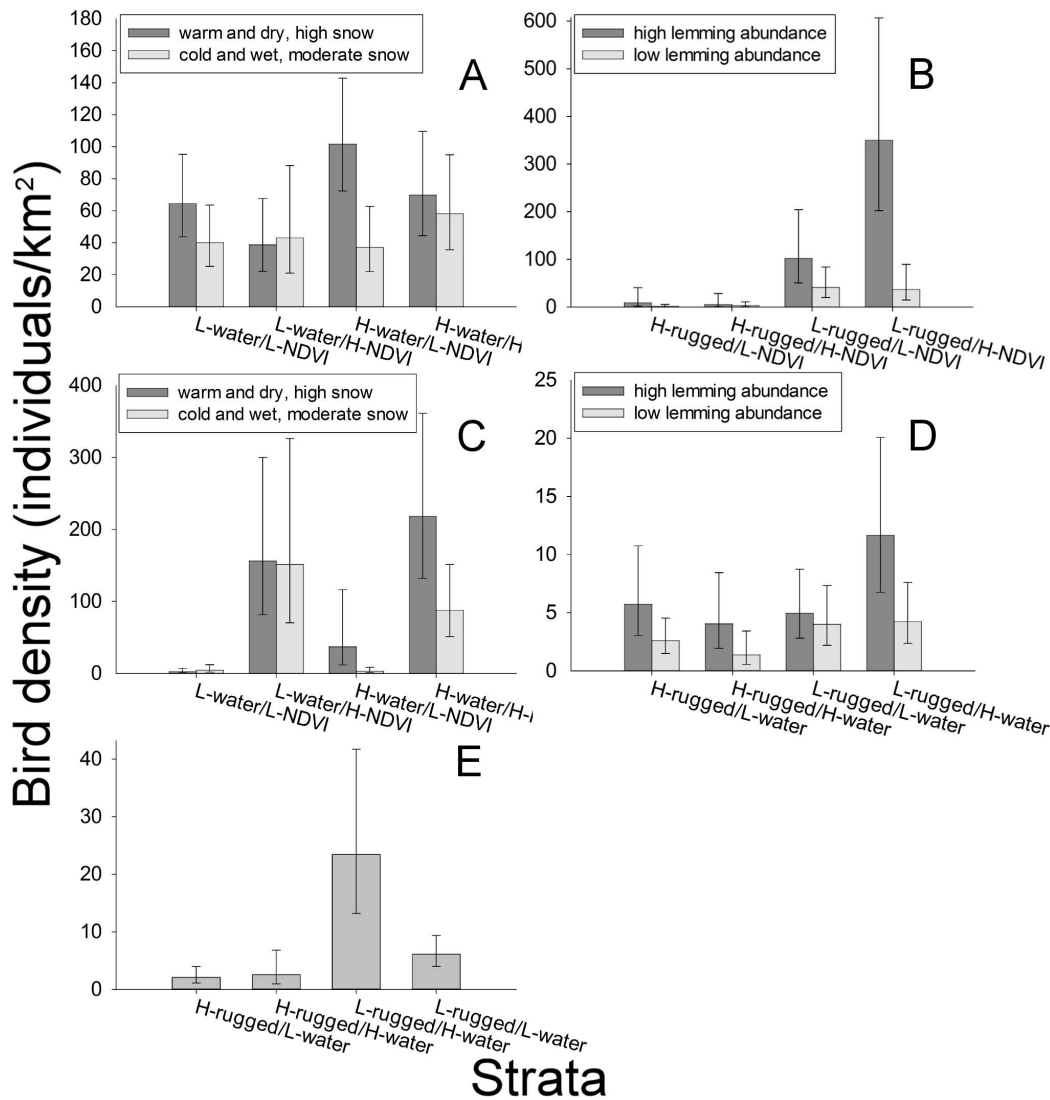 Bird density (individuals/km²)
warm and dry, high snow
cold and wet, moderate snow
A
180
160
140
120
100
80
60
40
20
0
L-water/L-NDVI
L-water/H-NDVI
H-water/L-NDVI
H-water/H
high lemming abundance
low lemming abundance
B
600
500
400
300
200
100
0
H-rugged/L-NDVI
H-rugged/H-NDVI
L-rugged/L-NDVI
L-rugged/H-NDVI
warm and dry, high snow
cold and wet, moderate snow
C
400
300
200
100
0
L-water/L-NDVI
L-water/H-NDVI
H-water/L-NDVI
H-water/H-
high lemming abundance
low lemming abundance
D
25
20
15
10
5
0
H-rugged/L-water
H-rugged/H-water
L-rugged/L-water
L-rugged/H-water
E
40
30
20
10
0
H-rugged/L-water
H-rugged/H-water
L-rugged/H-water
L-rugged/L-water
Strata